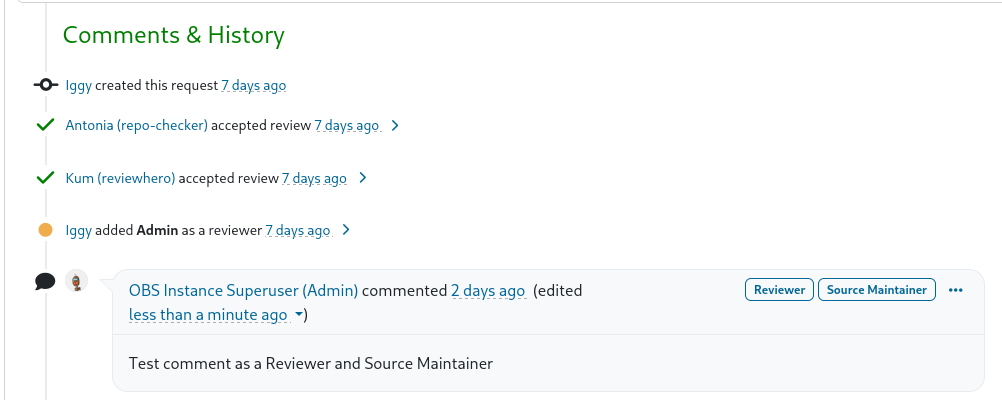 Comments & History
Iggy created this request 7 days ago
Antonia (repo-checker) accepted review 7 days ago
Kum (reviewhero) accepted review 7 days ago
Iggy added Admin as a reviewer 7 days ago
OBS Instance Superuser (Admin) commented 2 days ago (edited
less than a minute ago )
Reviewer
Source Maintainer
Test comment as a Reviewer and Source Maintainer